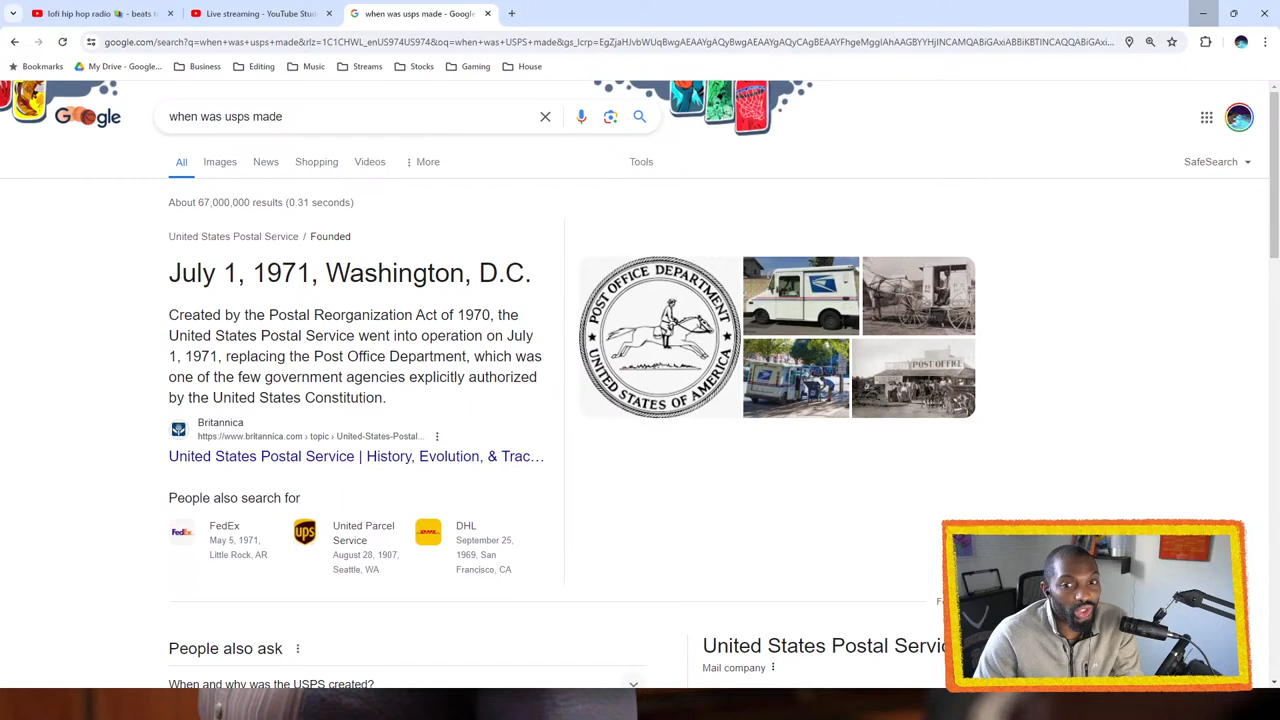 lofi hip hop radio 📚 - beats t
Live streaming - YouTube Studi
when was usps made - Google
google.com/search?q=when+was+usps+made&rlz=1C1CHWL_enUS974US974&oq=when+was+USPS+made&gs_lcrp=
Bookmarks
My Drive - Google...
Business
Editing
Music
Streams
Stocks
Gaming
House
Google
when was usps made
All
Images
News
Shopping
Videos
More
Tools
SafeSearch
About 67,000,000 results (0.31 seconds)
United States Postal Service / Founded
July 1, 1971, Washington, D.C.
Created by the Postal Reorganization Act of 1970, the
United States Postal Service went into operation on July
1, 1971, replacing the Post Office Department, which was
one of the few government agencies explicitly authorized
by the United States Constitution.
POST OFFICE DEPARTMENT
UNITED STATES OF AMERICA
POST OFFICE
Britannica
https://www.britannica.com › topic › United-States-Postal...
United States Postal Service | History, Evolution, & Trac…
People also search for
FedEx
FedEx
May 5, 1971,
Little Rock, AR
ups
United Parcel
Service
August 28, 1907,
Seattle, WA
DHL
DHL
September 25,
1969, San
Francisco, CA
People also ask
When and why was the USPS created?
United States Postal Servic
Mail company